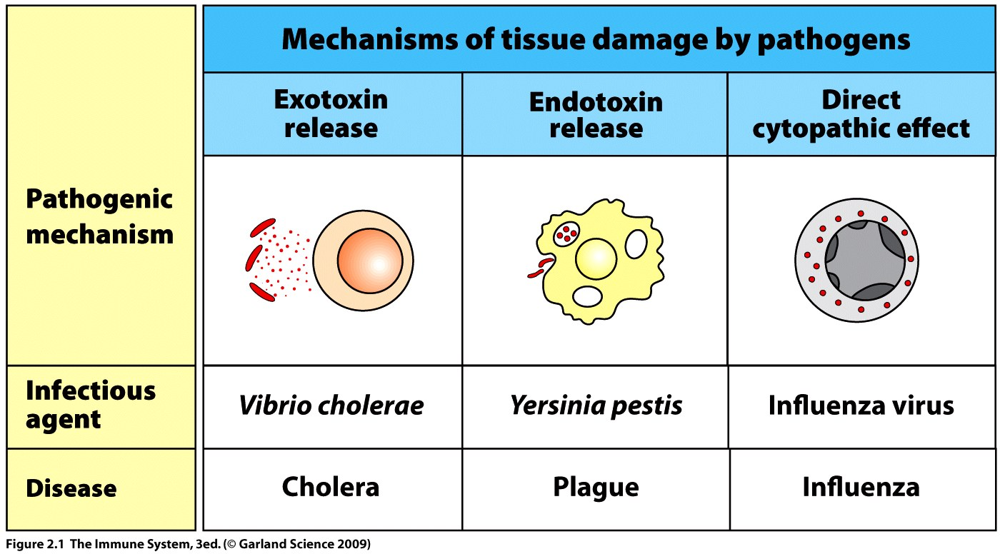 Mechanisms of tissue damage by pathogens
Exotoxin
release
Endotoxin
release
Direct
cytopathic effect
Pathogenic
mechanism
Infectious
agent
Vibrio cholerae
Yersinia pestis
Influenza virus
Disease
Cholera
Plague
Influenza
Figure 2.1 The Immune System, 3ed. (© Garland Science 2009)